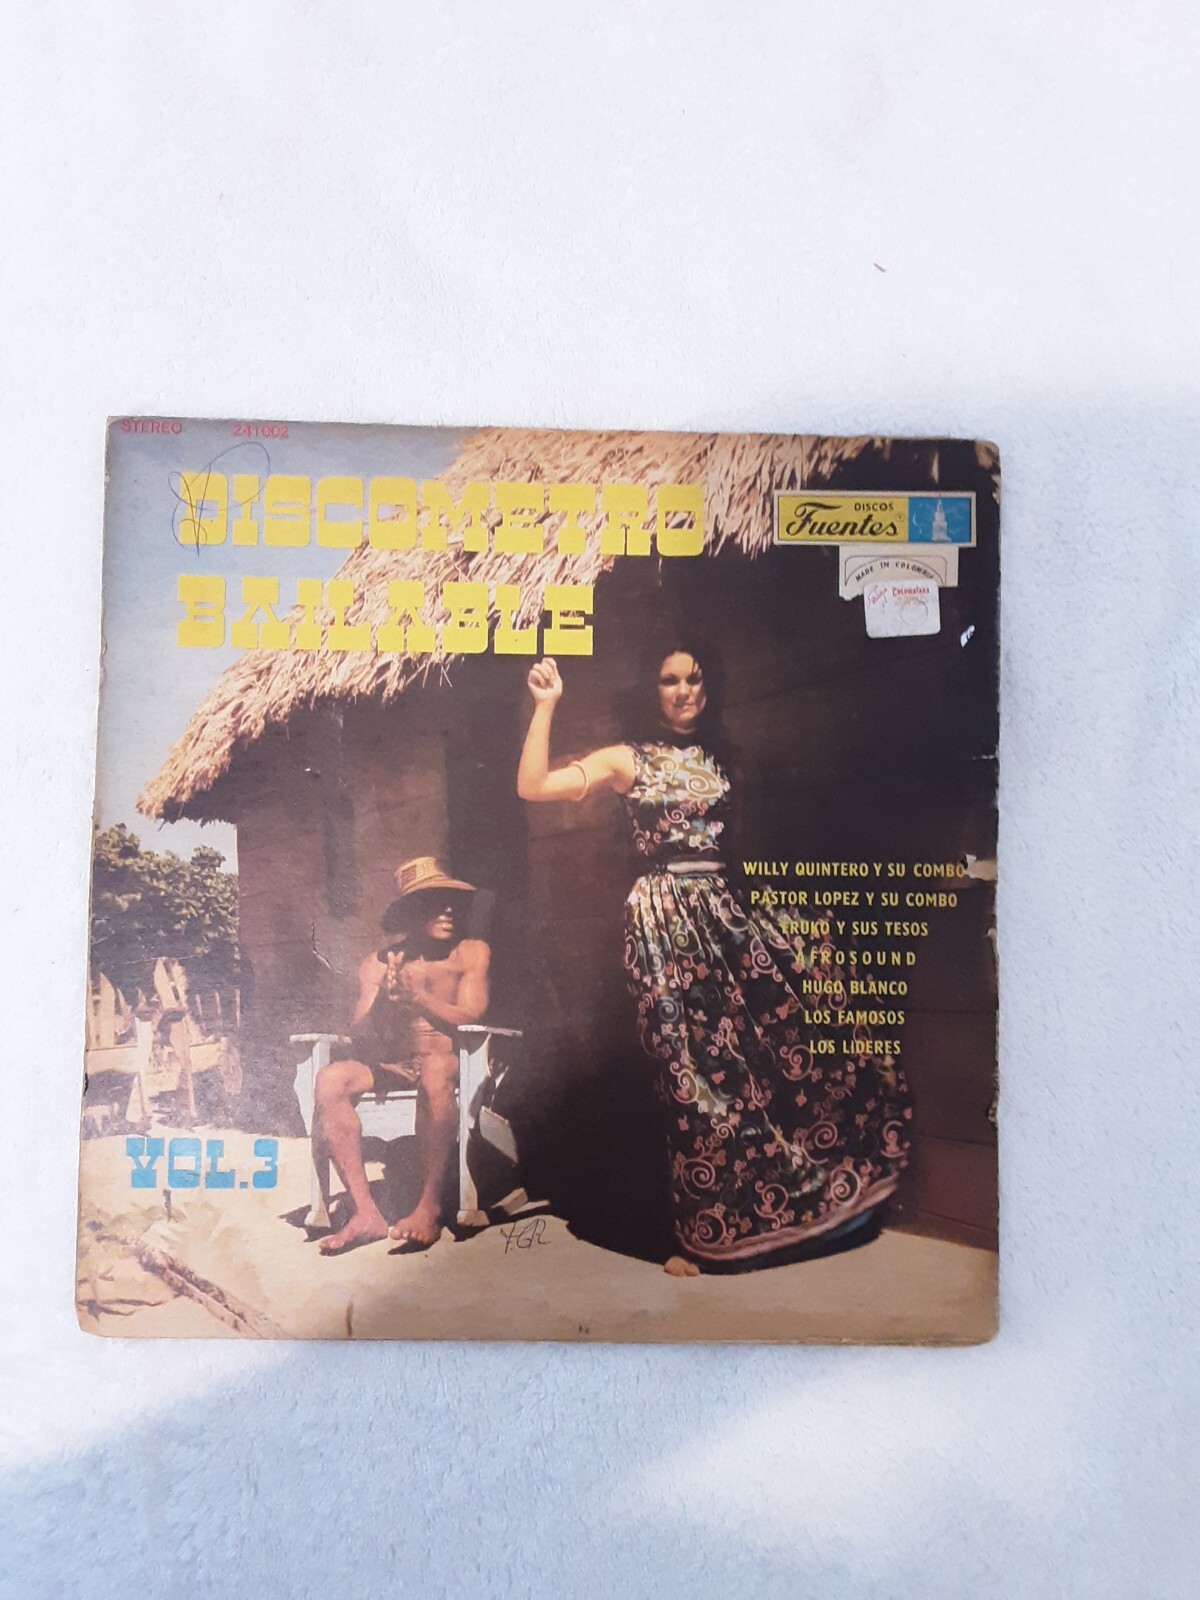 STEREO 241002
DISCOMETRO
BAILABLE
DISCOS
Fuentes
MADE IN COLOMBIA
WILLY QUINTERO Y SU COMBO
PASTOR LOPEZ Y SU COMBO
FRUKO Y SUS TESOS
AFROSOUND
HUGO BLANCO
LOS FAMOSOS
LOS LIDERES
VOL.3